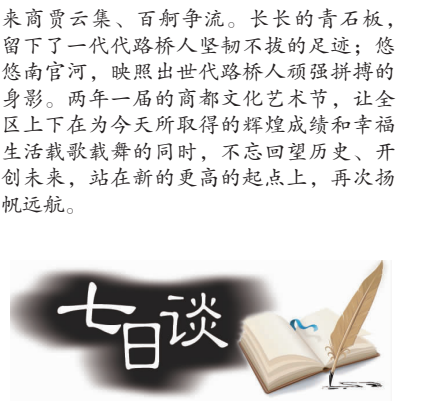 来商贾云集、百舸争流。长长的青石板，
留下了一代代路桥人坚韧不拔的足迹；悠
悠南官河，映照出世代路桥人顽强拼搏的
身影。两年一届的商都文化艺术节，让全
区上下在为今天所取得的辉煌成绩和幸福
生活载歌载舞的同时，不忘回望历史、开
创未来，站在新的更高的起点上，再次扬
帆远航。
七日谈